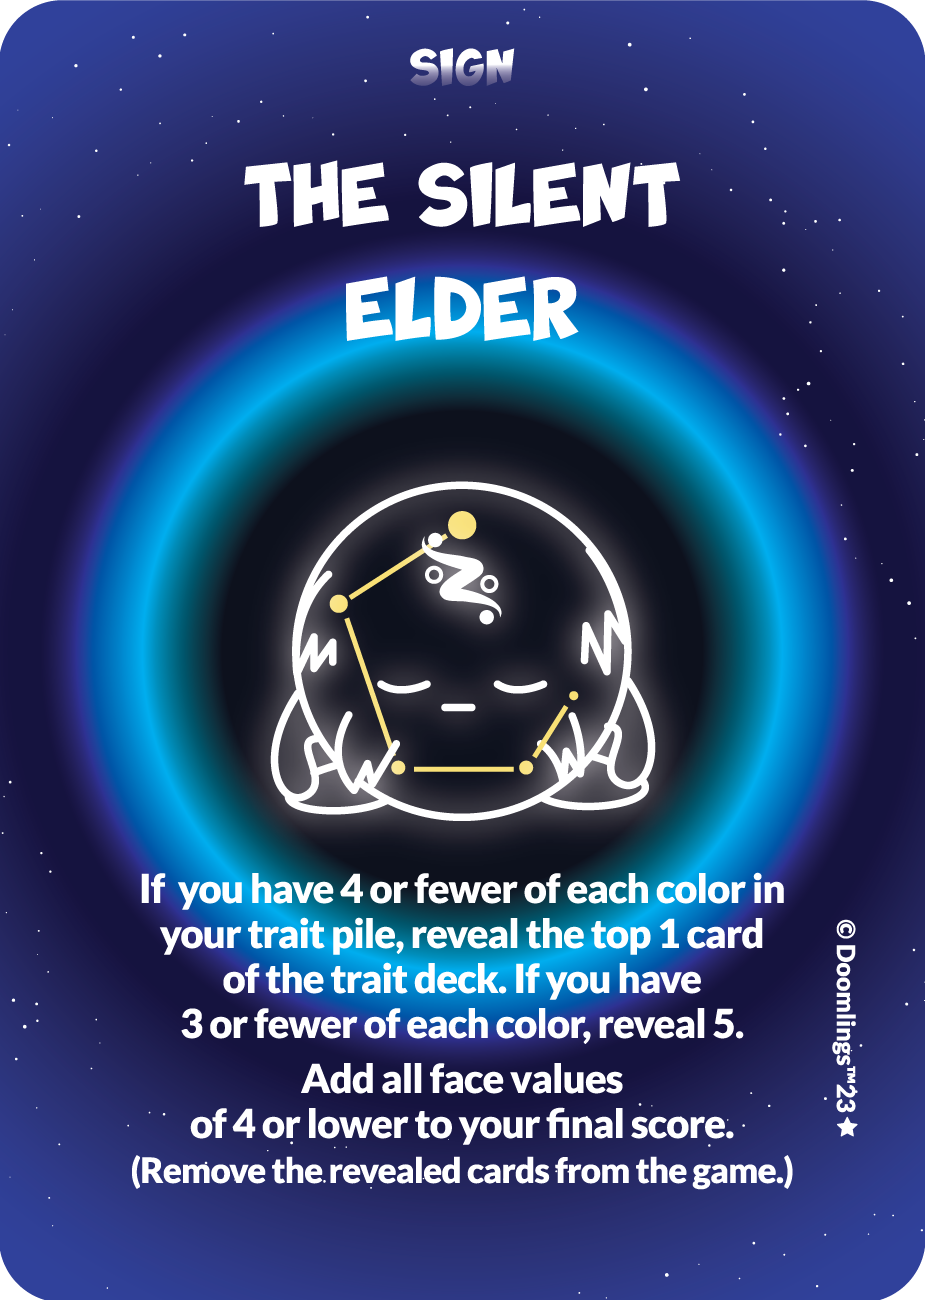 SIGN
THE SILENT
ELDER
If you have 4 or fewer of each color in
your trait pile, reveal the top 1 card
of the trait deck. If you have
3 or fewer of each color, reveal 5.
Add all face values
of 4 or lower to your final score.
(Remove the revealed cards from the game.)
© Doomlings™23 ★